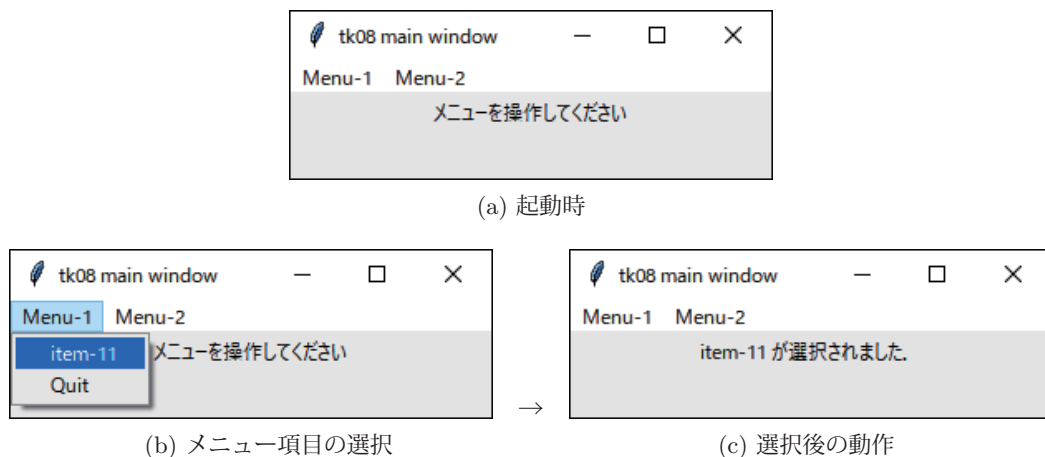 tk08 main window
Menu-1 Menu-2
メニューを操作してください
(a) 起動時
tk08 main window
Menu-1 Menu-2
item-11
メニューを操作してください
Quit
(b) メニュー項目の選択
→
tk08 main window
Menu-1 Menu-2
item-11 が選択されました.
(c) 選択後の動作